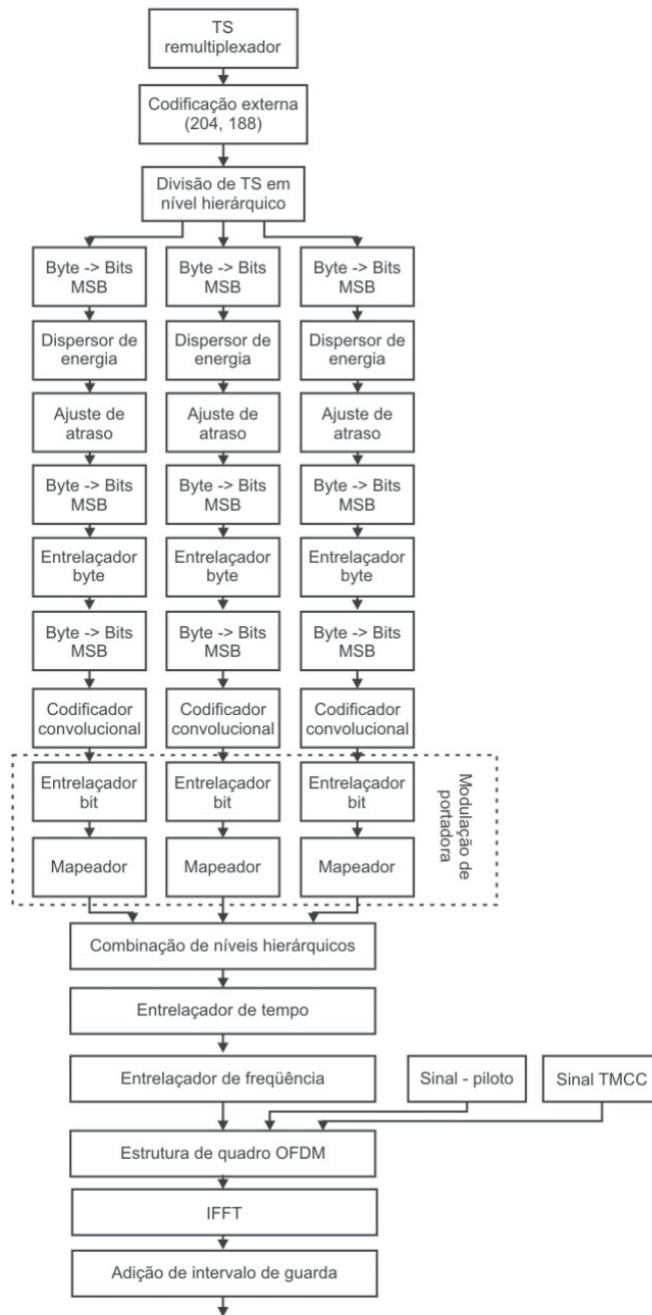 TS
remultiplexador
Codificação externa
(204, 188)
Divisão de TS em
nível hierárquico
Byte -> Bits
MSB
Byte -> Bits
MSB
Byte -> Bits
MSB
Dispersor de
energia
Dispersor de
energia
Dispersor de
energia
Ajuste de
atraso
Ajuste de
atraso
Ajuste de
atraso
Byte -> Bits
MSB
Byte -> Bits
MSB
Byte -> Bits
MSB
Entrelaçador
byte
Entrelaçador
byte
Entrelaçador
byte
Byte -> Bits
MSB
Byte -> Bits
MSB
Byte -> Bits
MSB
Codificador
convolucional
Codificador
convolucional
Codificador
convolucional
Entrelaçador
bit
Entrelaçador
bit
Entrelaçador
bit
Modulação de
portadora
Mapeador
Mapeador
Mapeador
Combinação de níveis hierárquicos
Entrelaçador de tempo
Entrelaçador de freqüência
Sinal - piloto
Sinal TMCC
Estrutura de quadro OFDM
IFFT
Adição de intervalo de guarda